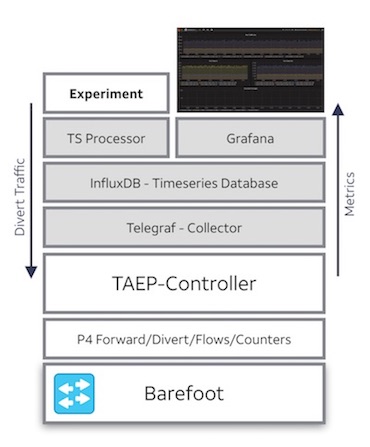 Experiment
TS Processor
Grafana
InfluxDB - Timeseries Database
Telegraf - Collector
TAEP-Controller
P4 Forward/Divert/Flows/Counters
Barefoot
Divert Traffic
Metrics